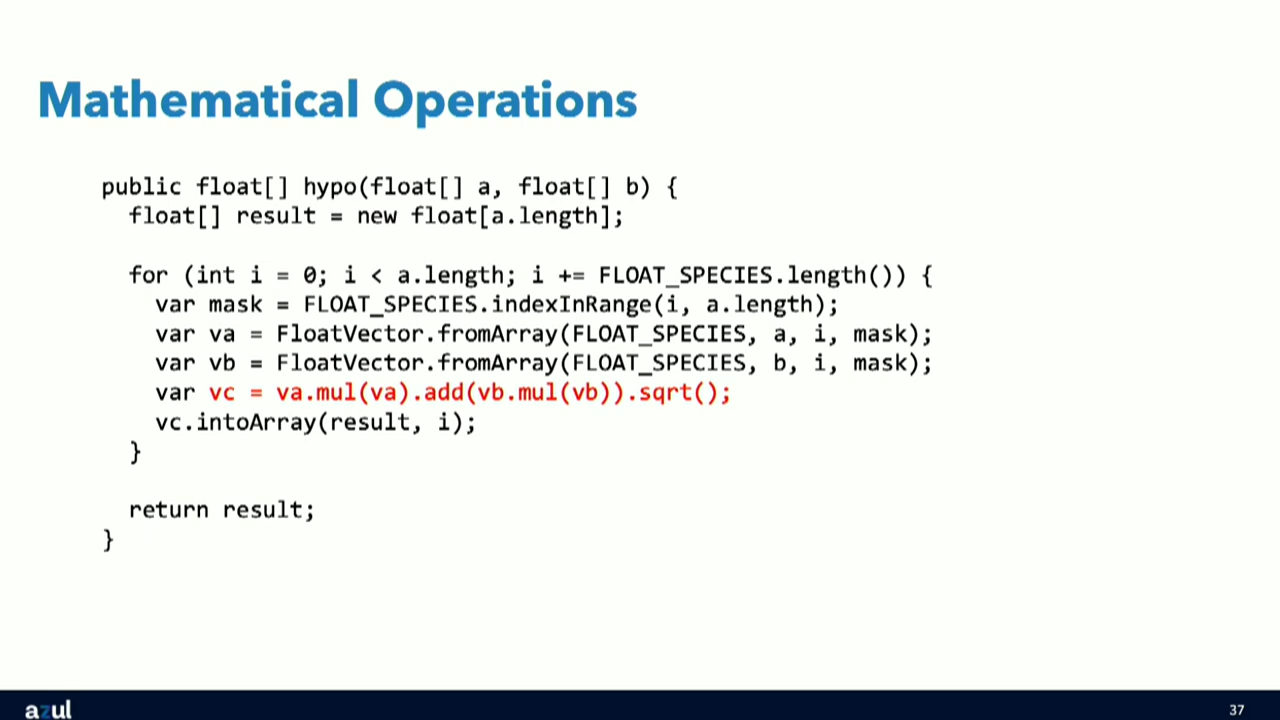 Mathematical Operations
public float[] hypo(float[] a, float[] b) {
  float[] result = new float[a.length];
  for (int i = 0; i < a.length; i += FLOAT_SPECIES.length()) {
    var mask = FLOAT_SPECIES.indexInRange(i, a.length);
    var va = FloatVector.fromArray(FLOAT_SPECIES, a, i, mask);
    var vb = FloatVector.fromArray(FLOAT_SPECIES, b, i, mask);
    var vc = va.mul(va).add(vb.mul(vb)).sqrt();
    vc.intoArray(result, i);
  }
  return result;
}
azul
37